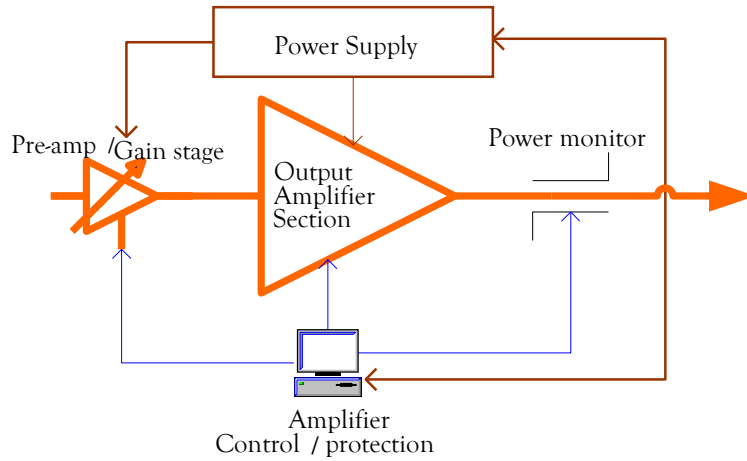 Power Supply
Pre-amp /Gain stage
Power monitor
Output
Amplifier
Section
Amplifier
Control / protection